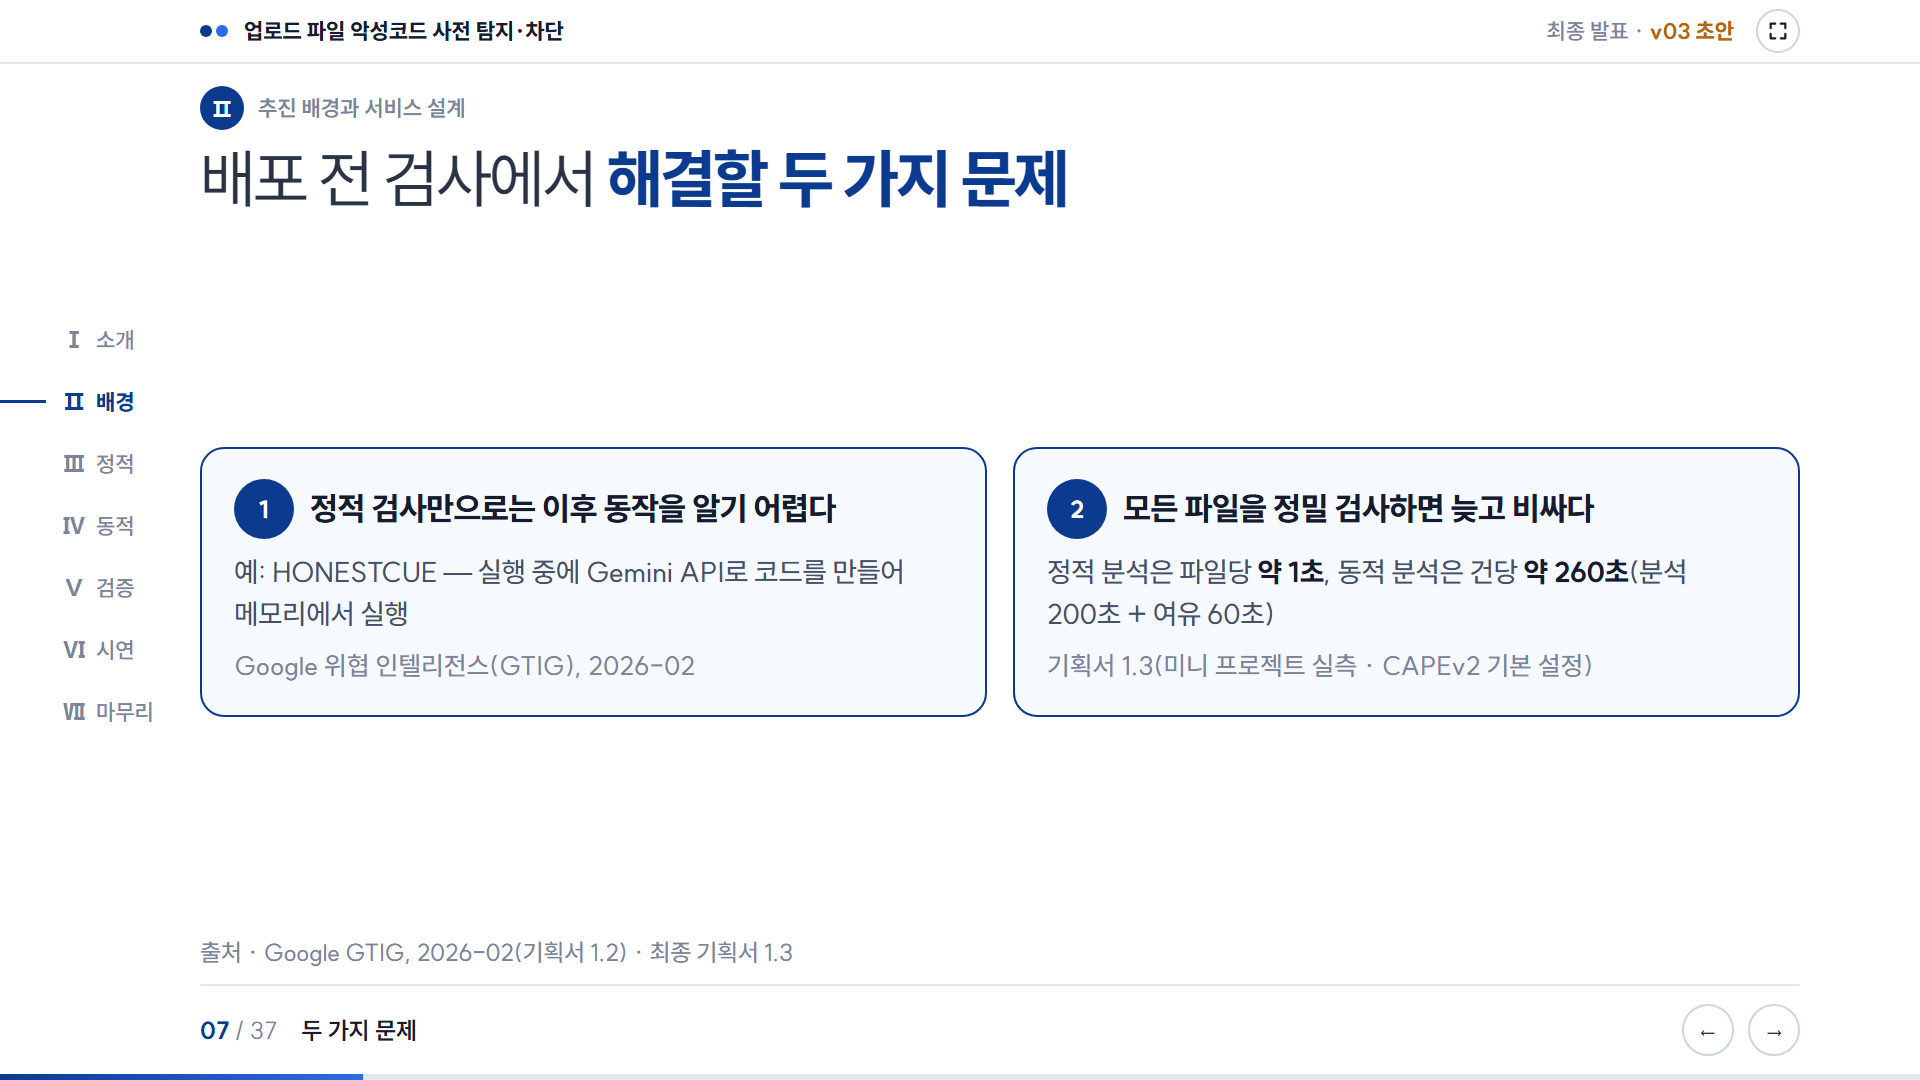 업로드 파일 악성코드 사전 탐지·차단
최종 발표 · v03 초안
Ⅱ 추진 배경과 서비스 설계
배포 전 검사에서 해결할 두 가지 문제
Ⅰ 소개
Ⅱ 배경
Ⅲ 정적
Ⅳ 동적
Ⅴ 검증
Ⅵ 시연
Ⅶ 마무리
1 정적 검사만으로는 이후 동작을 알기 어렵다
예: HONESTCUE — 실행 중에 Gemini API로 코드를 만들어
메모리에서 실행
Google 위협 인텔리전스(GTIG), 2026-02
2 모든 파일을 정밀 검사하면 늦고 비싸다
정적 분석은 파일당 약 1초, 동적 분석은 건당 약 260초(분석
200초 + 여유 60초)
기획서 1.3(미니 프로젝트 실측 · CAPEv2 기본 설정)
출처 · Google GTIG, 2026-02(기획서 1.2) · 최종 기획서 1.3
07 / 37 두 가지 문제
← →